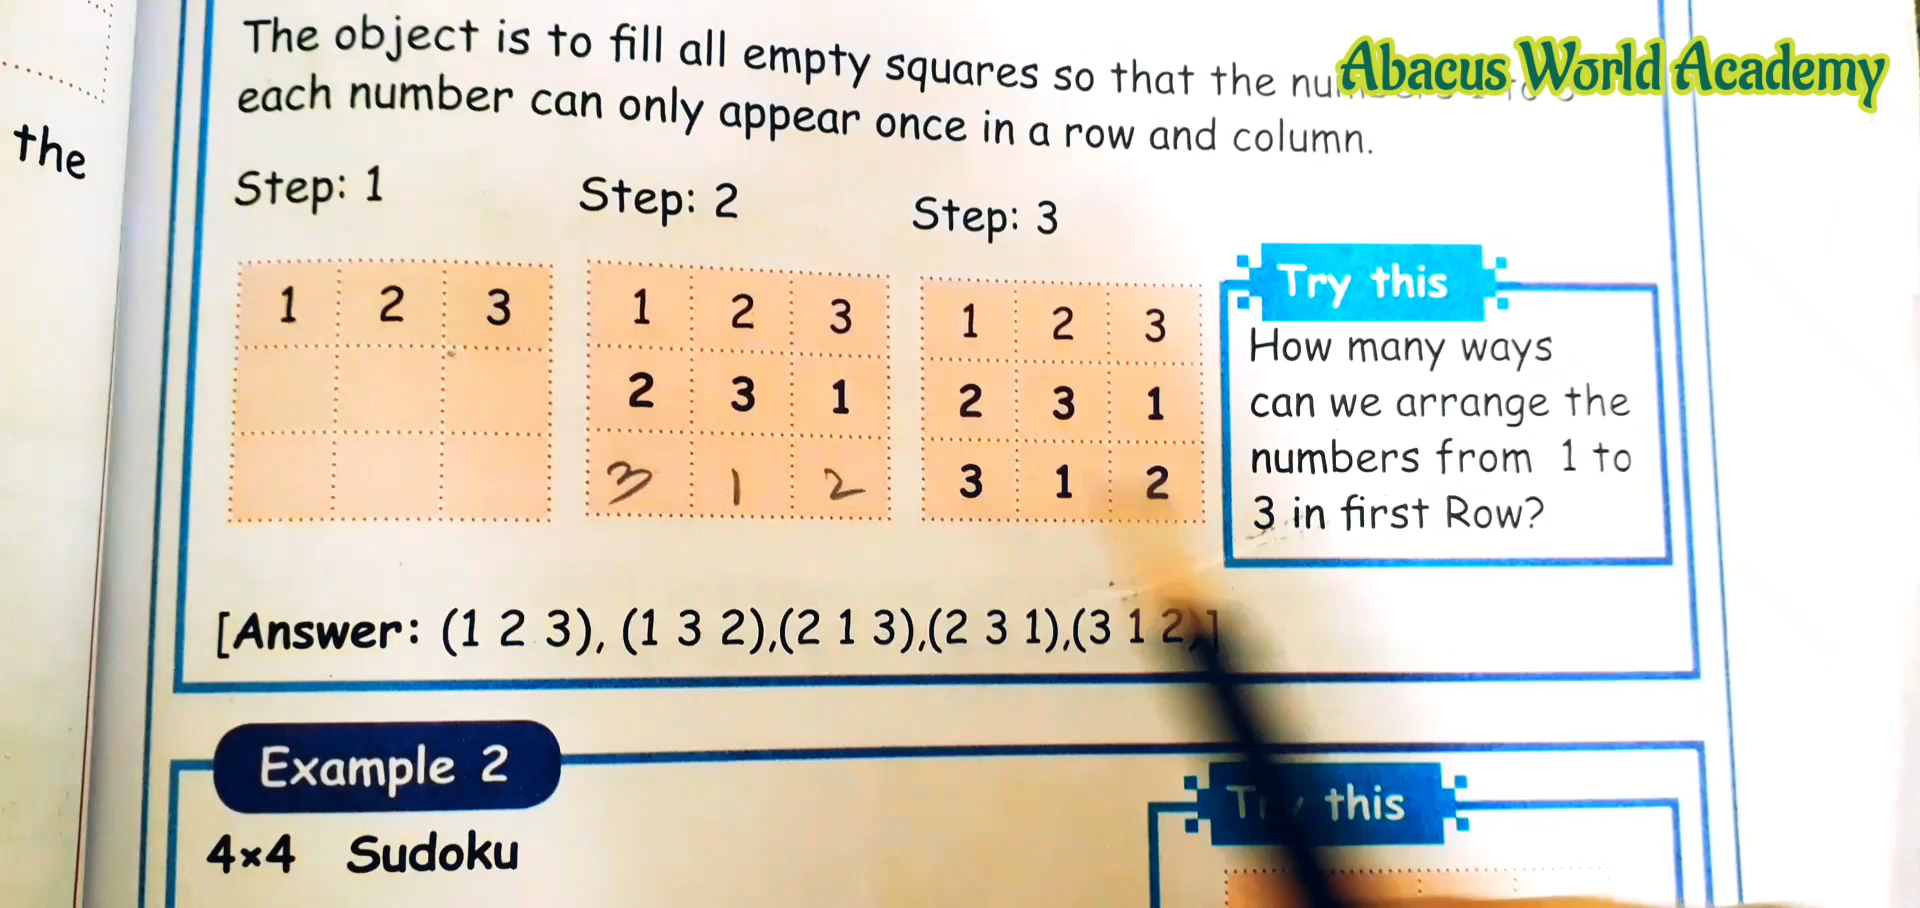 Abacus World Academy
The object is to fill all empty squares so that the
each number can only appear once in a row and column.
the
Step: 1
Step: 2
Step: 3
1 2 3
1 2 3
2 3 1
3 1 2
1 2 3
2 3 1
3 1 2
Try this
How many ways
can we arrange the
numbers from 1 to
3 in first Row?
[Answer: (1 2 3), (1 3 2),(2 1 3),(2 3 1),(3 1 2)]
Example 2
4×4 Sudoku
Try this